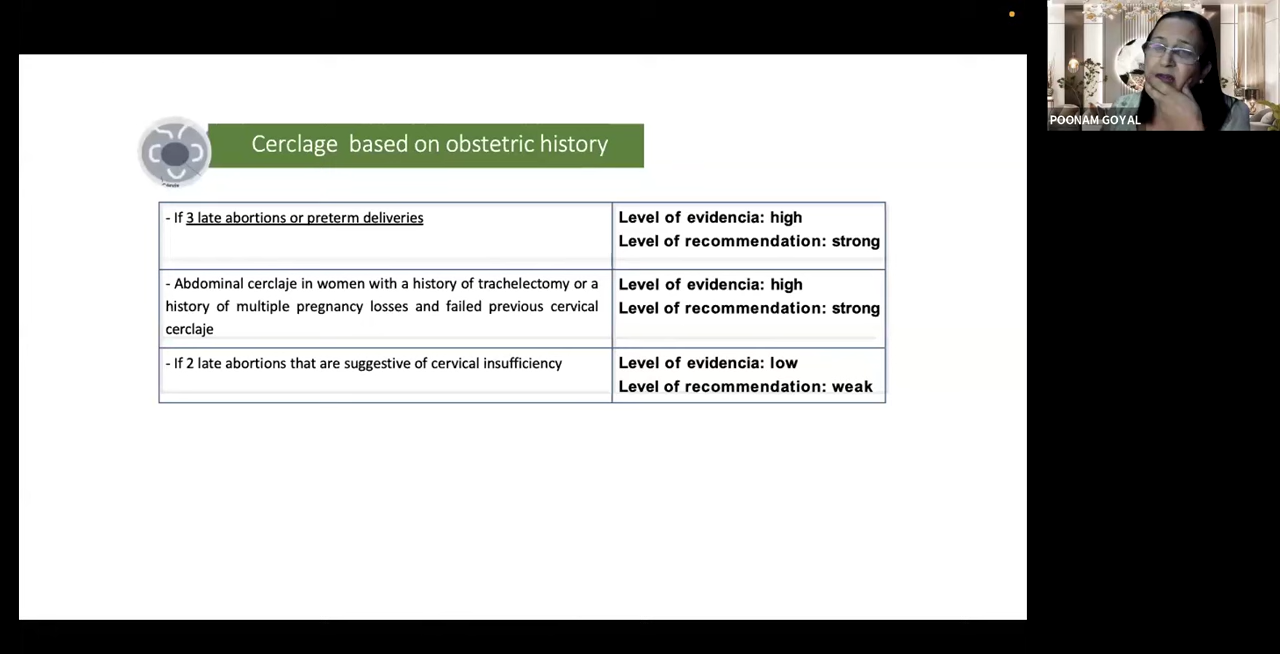 POONAM GOYAL
Cerclage based on obstetric history
- If 3 late abortions or preterm deliveries
Level of evidencia: high
Level of recommendation: strong
- Abdominal cerclaje in women with a history of trachelectomy or a
history of multiple pregnancy losses and failed previous cervical
cerclaje
Level of evidencia: high
Level of recommendation: strong
- If 2 late abortions that are suggestive of cervical insufficiency
Level of evidencia: low
Level of recommendation: weak